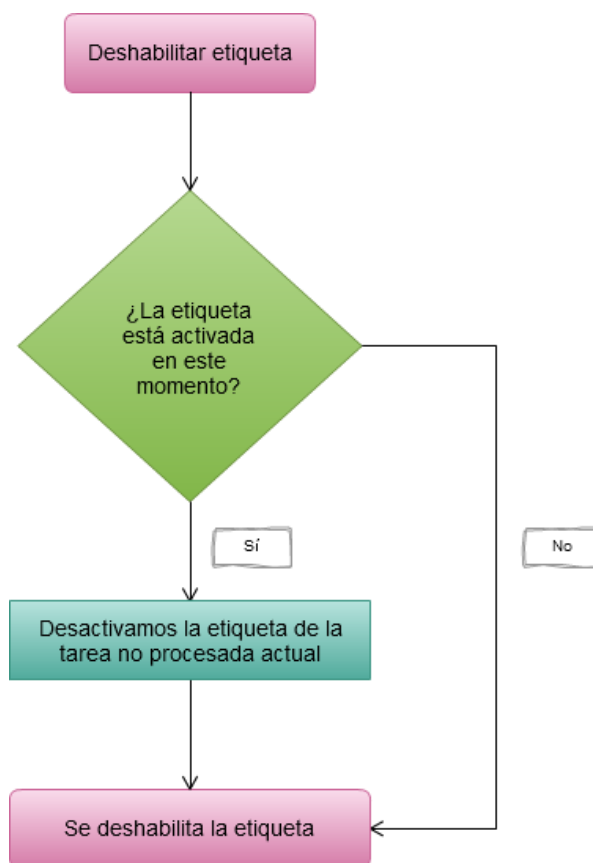 Deshabilitar etiqueta
¿La etiqueta
está activada
en este
momento?
Sí
No
Desactivamos la etiqueta de la
tarea no procesada actual
Se deshabilita la etiqueta